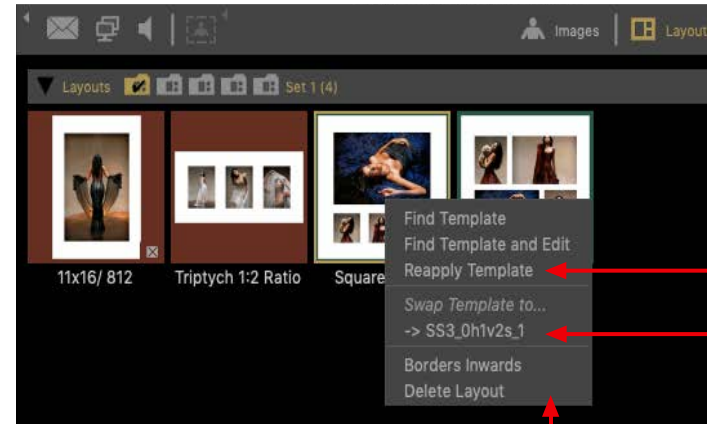 Images
Layout
Layouts
Set 1 (4)
11x16/ 812
Triptych 1:2 Ratio
Square
Find Template
Find Template and Edit
Reapply Template
Swap Template to...
-> SS3_0h1v2s_1
Borders Inwards
Delete Layout